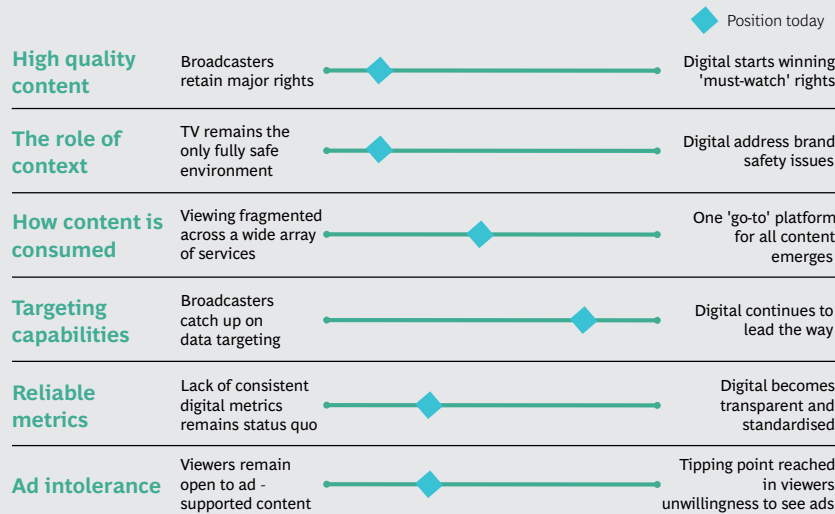 Position today
High quality
content
Broadcasters
retain major rights
Digital starts winning
'must-watch' rights
The role of
context
TV remains the
only fully safe
environment
Digital address brand
safety issues
How content is
consumed
Viewing fragmented
across a wide array
of services
One 'go-to' platform
for all content
emerges
Targeting
capabilities
Broadcasters
catch up on
data targeting
Digital continues to
lead the way
Reliable
metrics
Lack of consistent
digital metrics
remains status quo
Digital becomes
transparent and
standardised
Ad intolerance
Viewers remain
open to ad -
supported content
Tipping point reached
in viewers
unwillingness to see ads